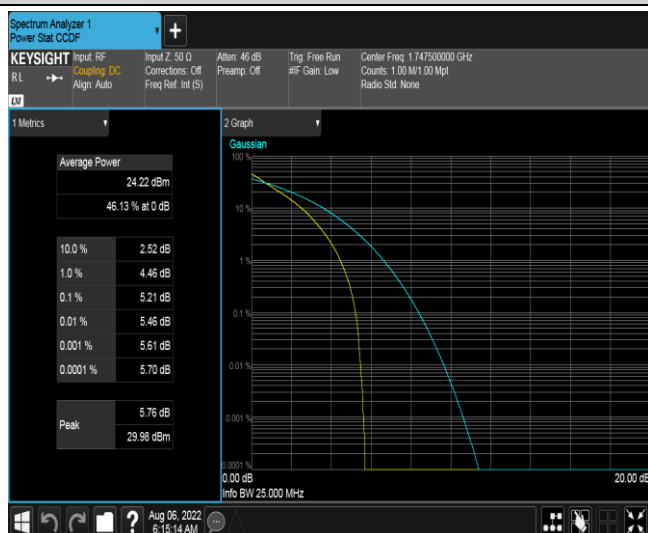 Spectrum Analyzer 1
Power Stat CCDF
KEYSIGHT
RL
LXI
Input: RF
Coupling: DC
Align: Auto
Input Z: 50 Ω
Corrections: Off
Freq Ref: Int (S)
Atten: 46 dB
Preamp: Off
Trig: Free Run
#IF Gain: Low
Center Freq: 1.747500000 GHz
Counts: 1.00 M/1.00 Mpt
Radio Std: None
1 Metrics
Average Power
24.22 dBm
46.13 % at 0 dB
10.0 % 2.52 dB
1.0 % 4.46 dB
0.1 % 5.21 dB
0.01 % 5.46 dB
0.001 % 5.61 dB
0.0001 % 5.70 dB
Peak
5.76 dB
29.98 dBm
2 Graph
Gaussian
100 %
10 %
1 %
0.1 %
0.01 %
0.001 %
0.0001 %
0.00 dB 20.00 dB
Info BW 25.000 MHz
?
Aug 06, 2022
6:15:14 AM